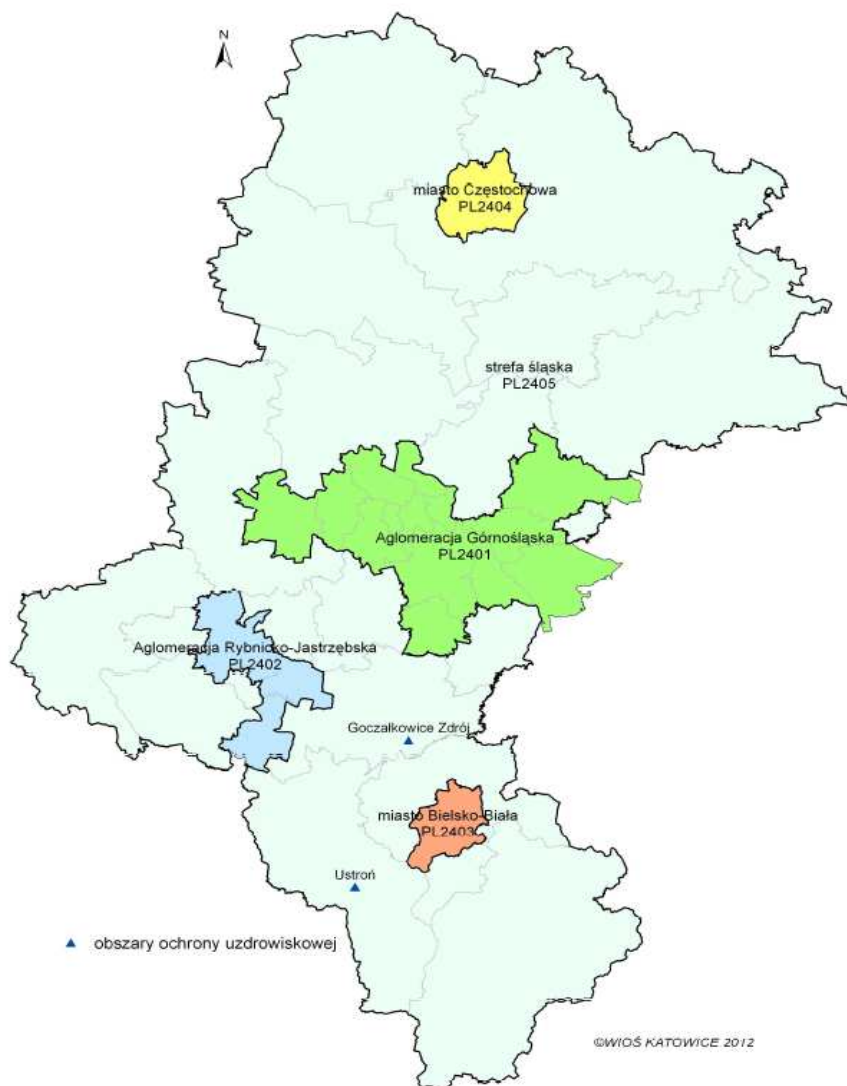 N
miasto Częstochowa
PL2404
strefa śląska
PL2405
Aglomeracja Górnośląska
PL2401
Aglomeracja Rybnicko-Jastrzębska
PL2402
Goczałkowice Zdrój
miasto Bielsko-Biała
PL2403
Ustroń
obszary ochrony uzdrowiskowej
©WIOŚ KATOWICE 2012